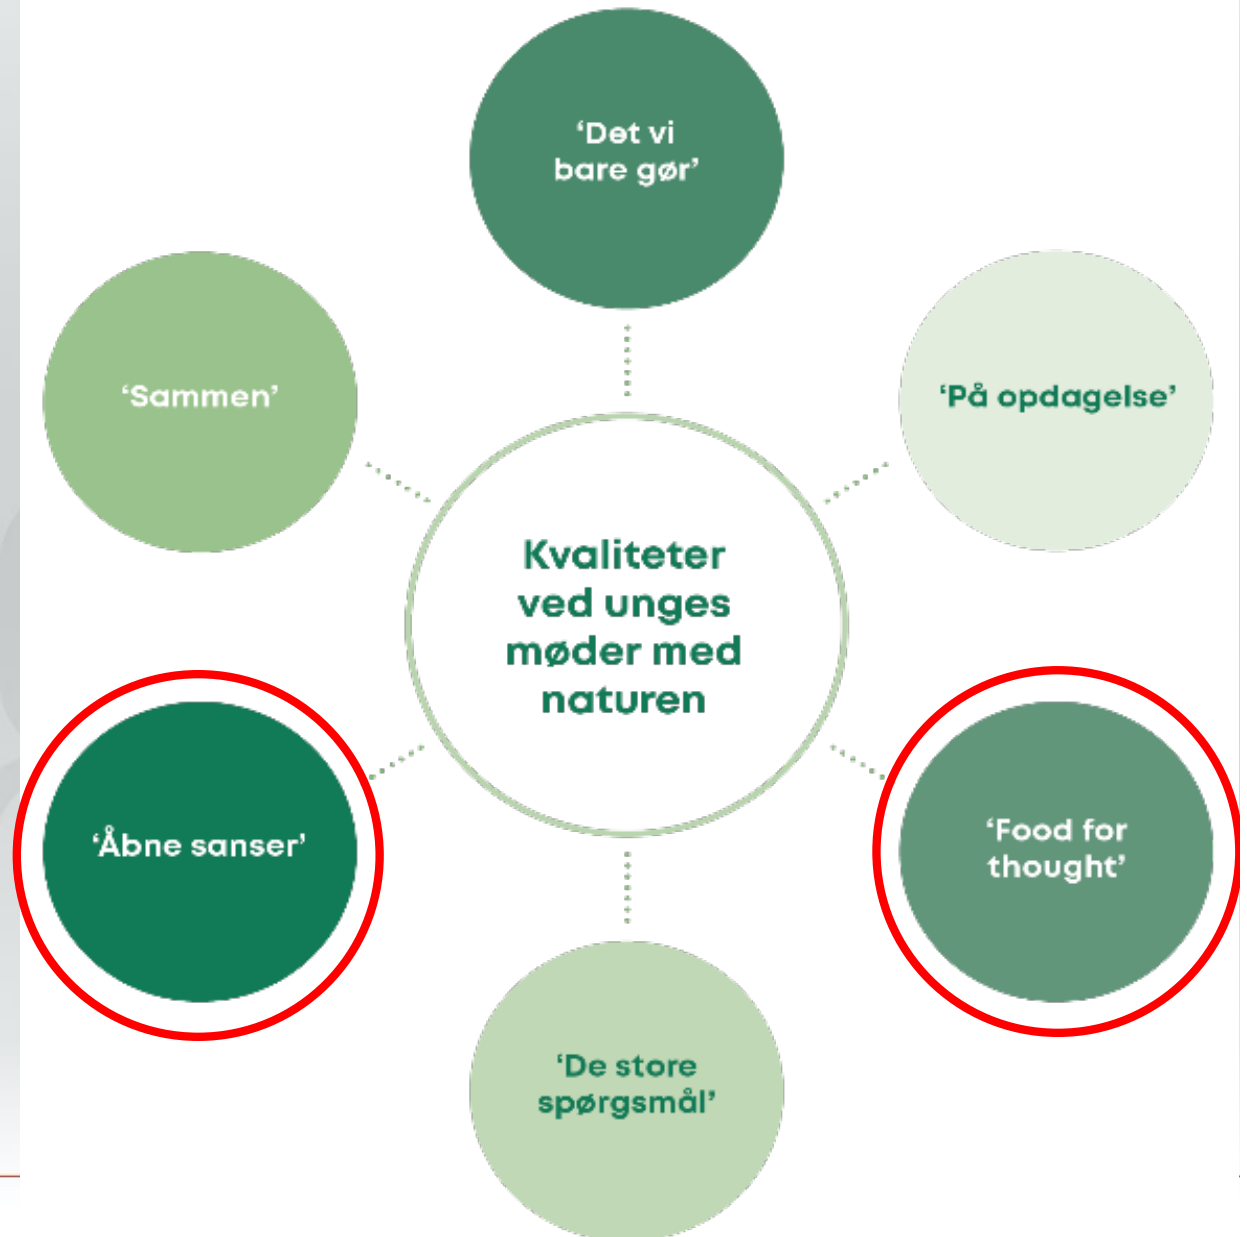 ‘Det vi
bare gør’
‘Sammen’
‘På opdagelse’
Kvaliteter
ved unges
møder med
naturen
‘Åbne sanser’
‘Food for
thought’
‘De store
spørgsmål’